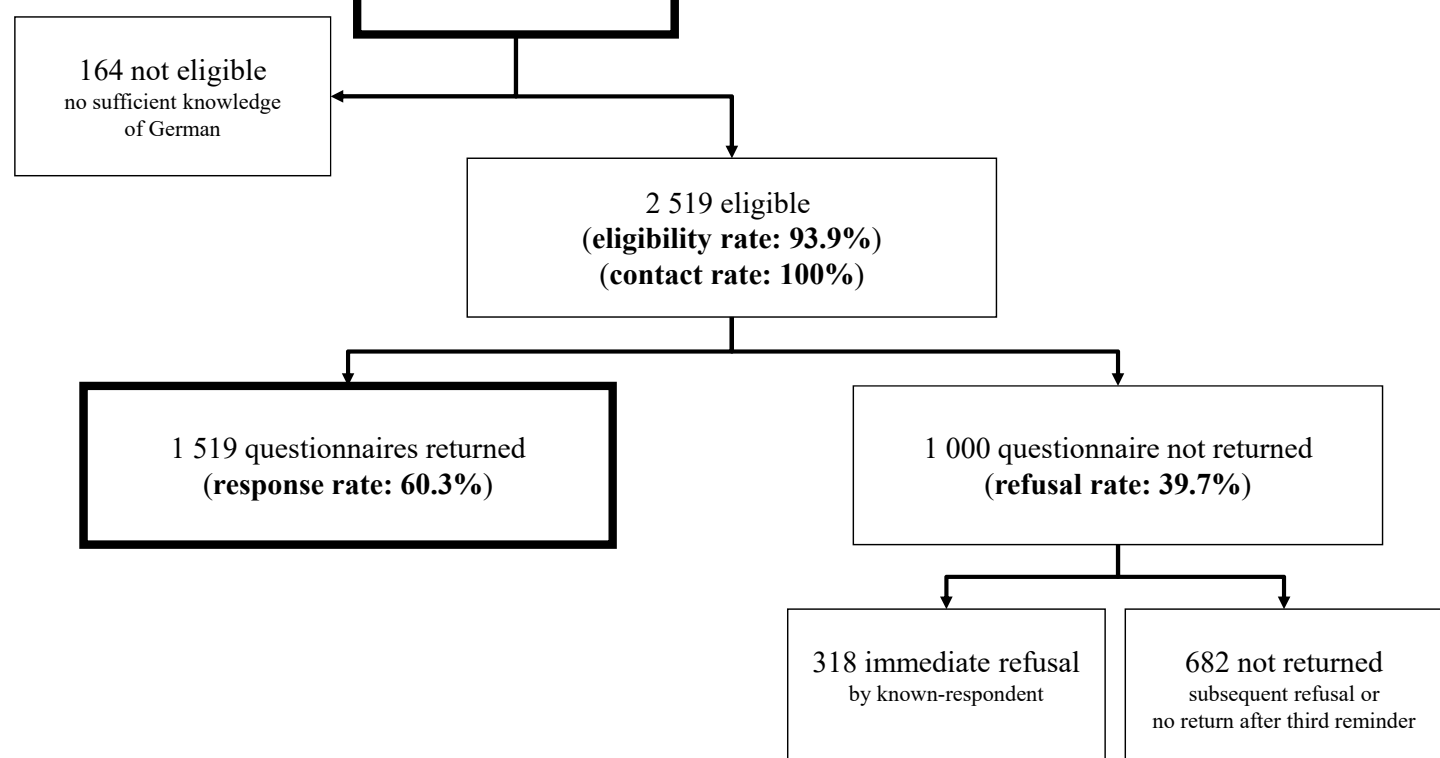 164 not eligible
no sufficient knowledge
of German
2 519 eligible
(eligibility rate: 93.9%)
(contact rate: 100%)
1 519 questionnaires returned
(response rate: 60.3%)
1 000 questionnaire not returned
(refusal rate: 39.7%)
318 immediate refusal
by known-respondent
682 not returned
subsequent refusal or
no return after third reminder